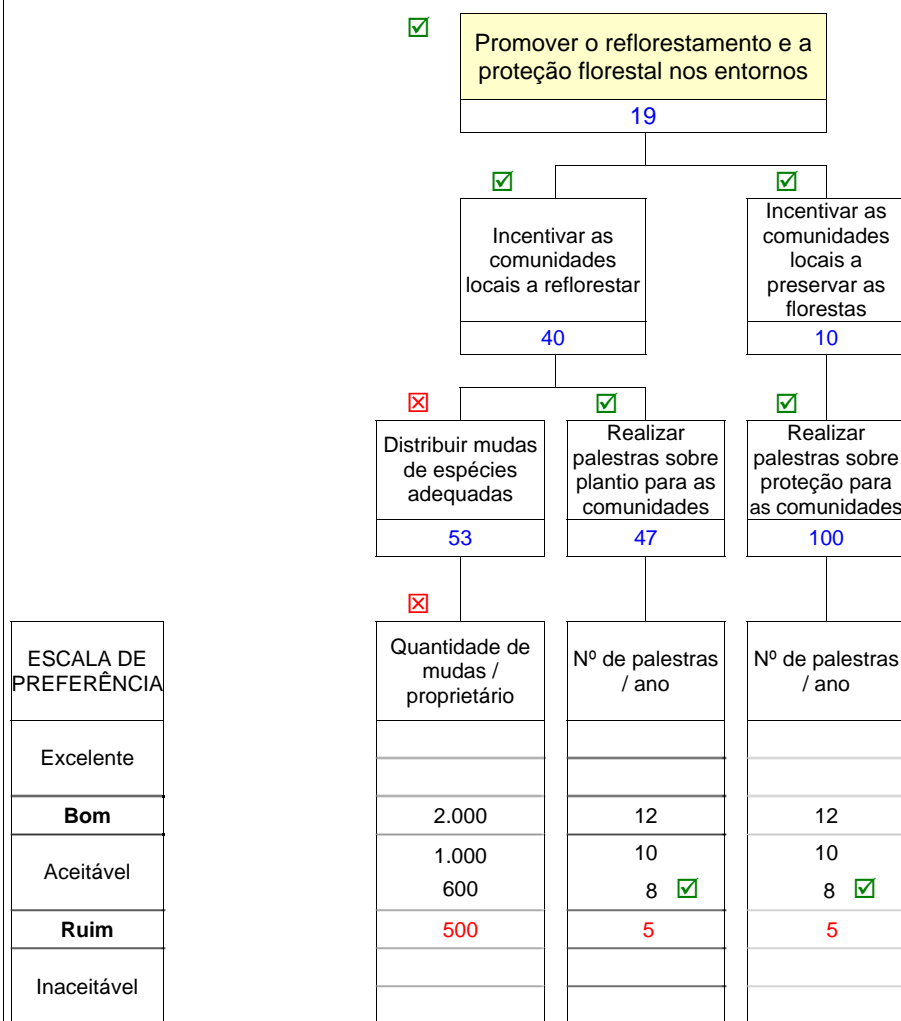 Promover o reflorestamento e a
proteção florestal nos entornos
19
Incentivar as
comunidades
locais a reflorestar
40
Incentivar as
comunidades
locais a
preservar as
florestas
10
Distribuir mudas
de espécies
adequadas
53
Realizar
palestras sobre
plantio para as
comunidades
47
Realizar
palestras sobre
proteção para
as comunidades
100
ESCALA DE
PREFERÊNCIA
Quantidade de
mudas /
proprietário
Nº de palestras
/ ano
Nº de palestras
/ ano
Excelente
Bom
2.000
12
12
Aceitável
1.000
10
10
600
8
8
Ruim
500
5
5
Inaceitável